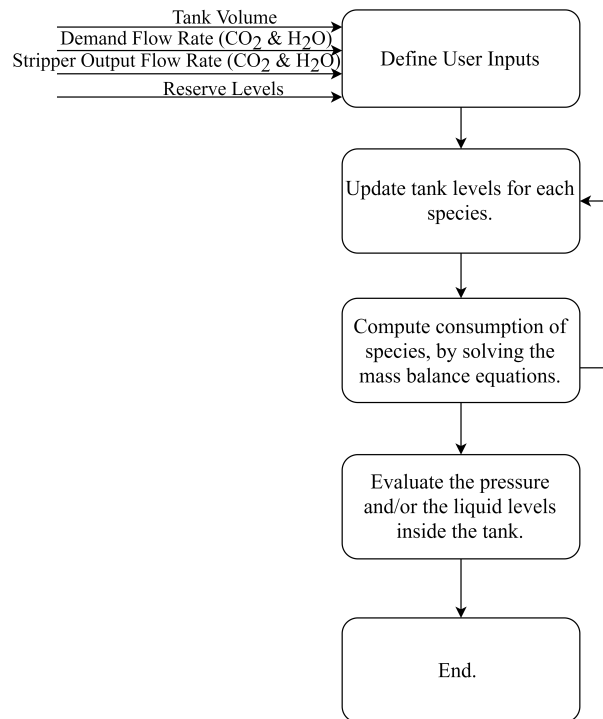 Tank Volume
Demand Flow Rate (CO2 & H2O)
Stripper Output Flow Rate (CO2 & H2O)
Reserve Levels
Define User Inputs
Update tank levels for each
species.
Compute consumption of
species, by solving the
mass balance equations.
Evaluate the pressure
and/or the liquid levels
inside the tank.
End.